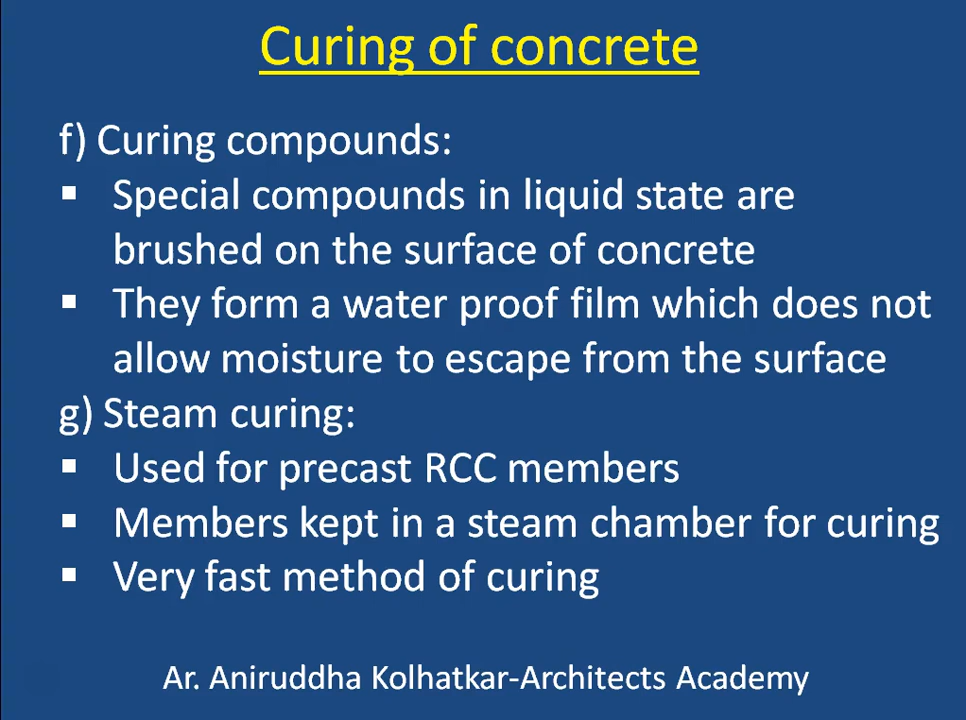 Curing of concrete
f) Curing compounds:
▪ Special compounds in liquid state are
brushed on the surface of concrete
▪ They form a water proof film which does not
allow moisture to escape from the surface
g) Steam curing:
▪ Used for precast RCC members
▪ Members kept in a steam chamber for curing
▪ Very fast method of curing
Ar. Aniruddha Kolhatkar-Architects Academy